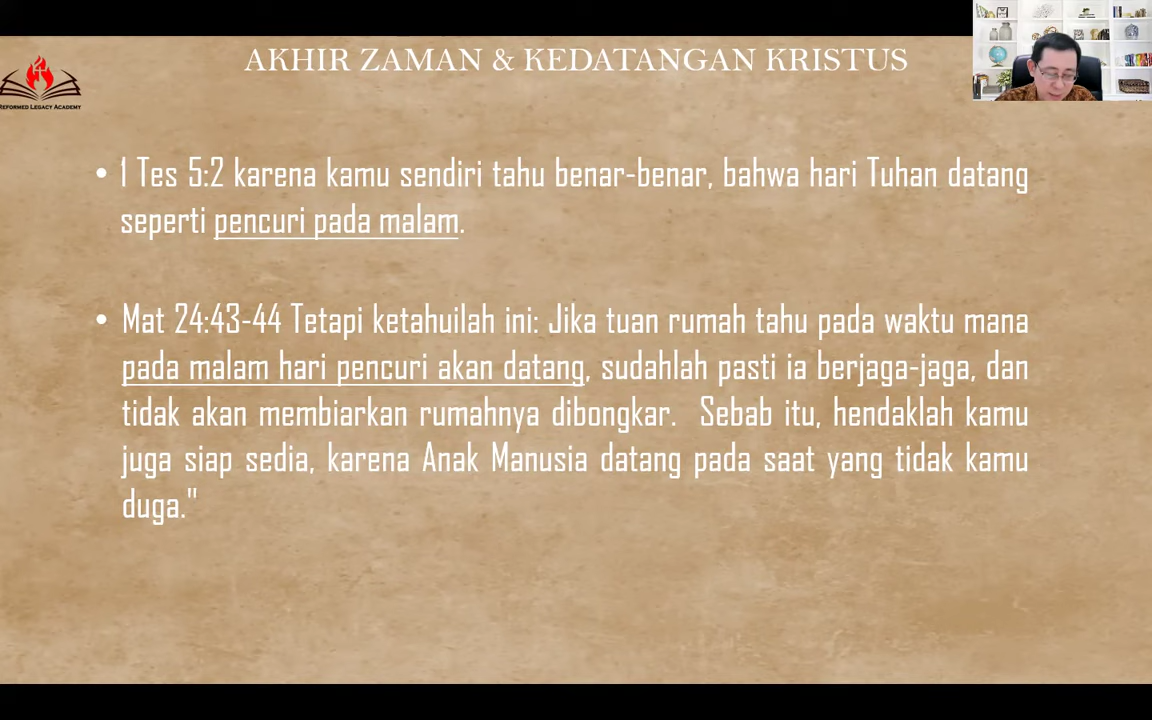 AKHIR ZAMAN & KEDATANGAN KRISTUS
REFORMED LEGACY ACADEMY
• 1 Tes 5:2 karena kamu sendiri tahu benar-benar, bahwa hari Tuhan datang
seperti pencuri pada malam.
• Mat 24:43-44 Tetapi ketahuilah ini: Jika tuan rumah tahu pada waktu mana
pada malam hari pencuri akan datang, sudahlah pasti ia berjaga-jaga, dan
tidak akan membiarkan rumahnya dibongkar. Sebab itu, hendaklah kamu
juga siap sedia, karena Anak Manusia datang pada saat yang tidak kamu
duga."